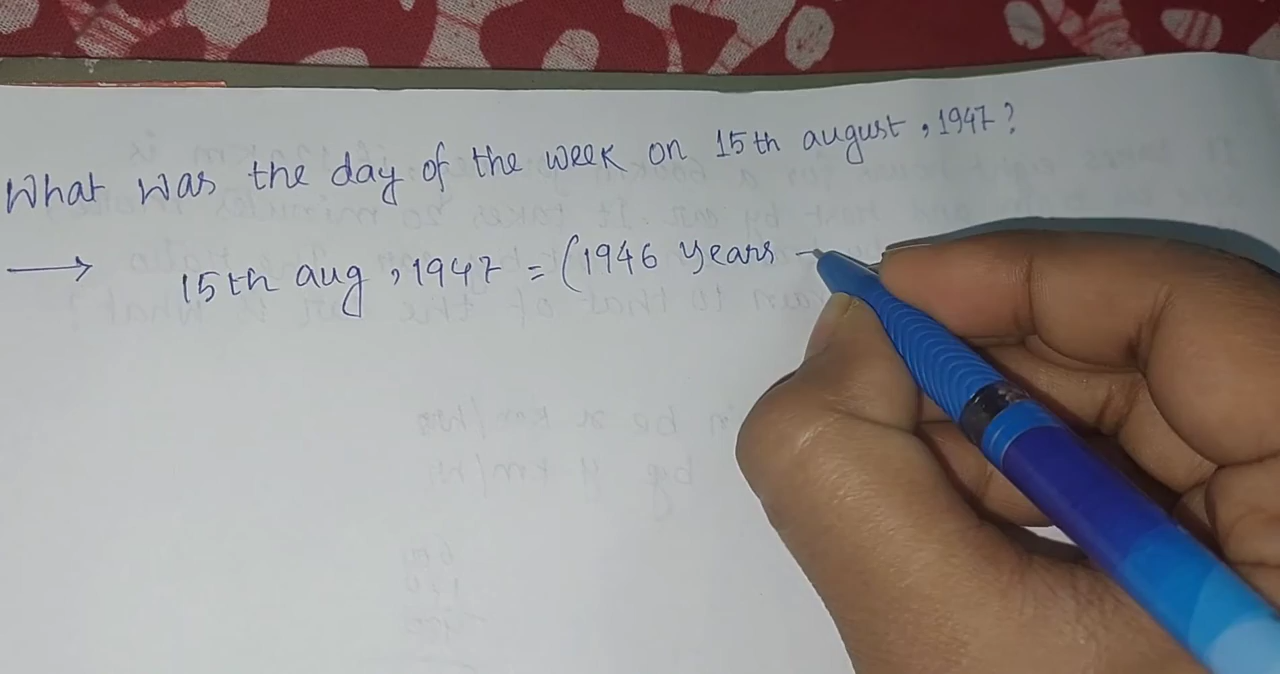 What was the day of the week on 15th august, 1947?
→ 15th aug, 1947 = (1946 years